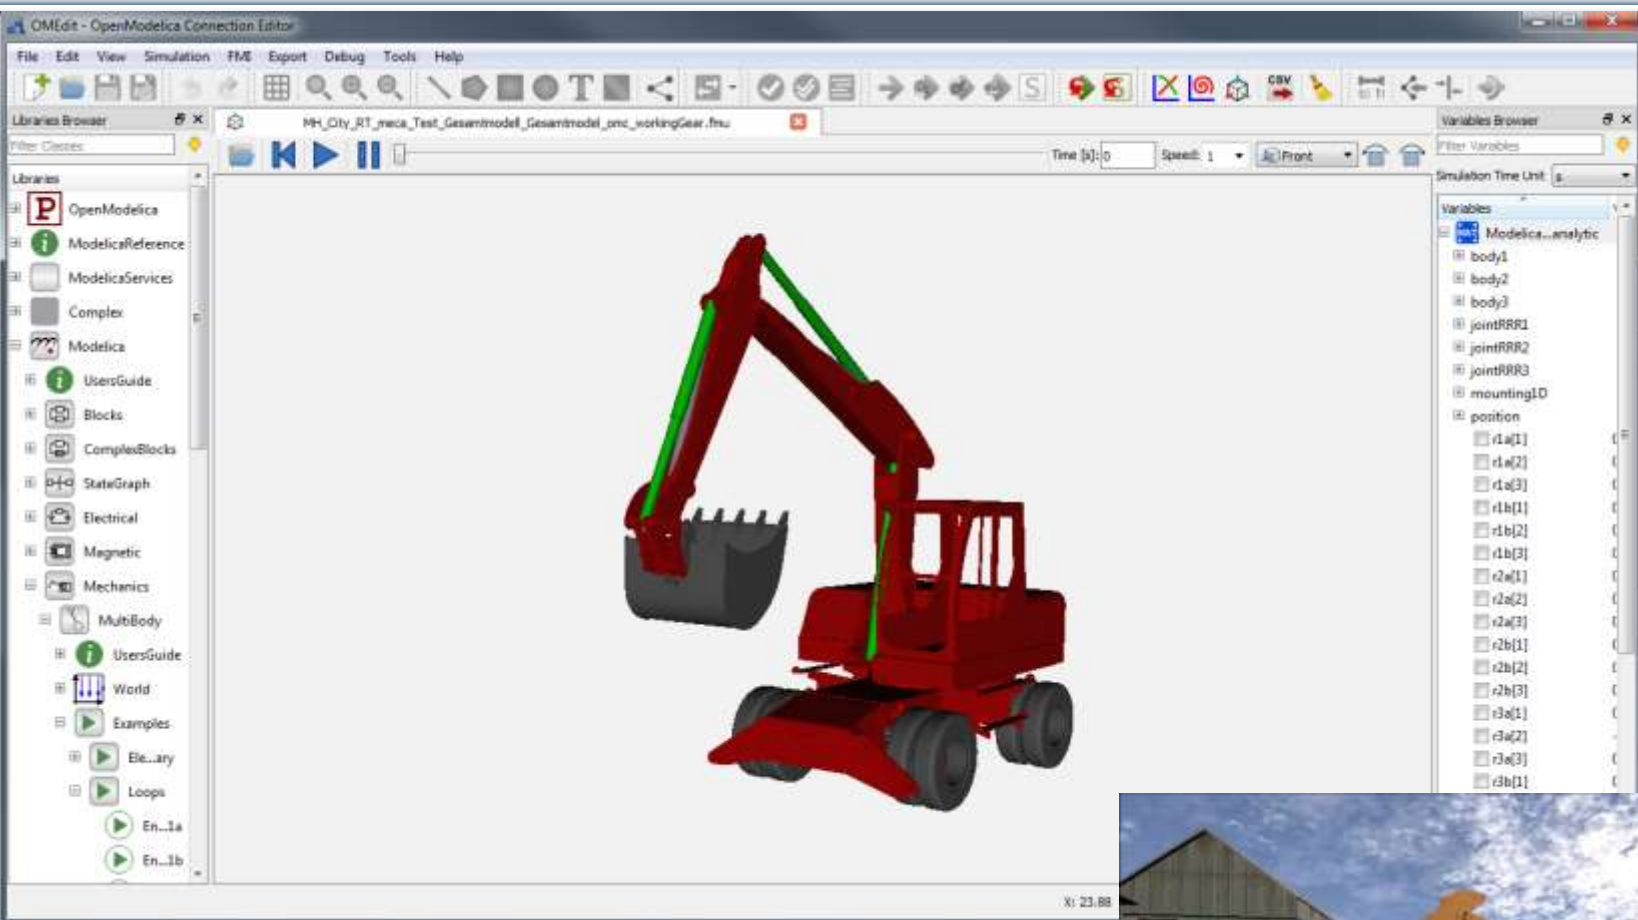 OMEdit - OpenModelica Connection Editor
File Edit View Simulation FMI Export Debug Tools Help
T S CSV
Libraries Browser
MH_City_RT_meca_Test_Gesamtmodell_Gesamtmodel_omc_workingGear.fmu
Variables Browser
Filter Classes
Time [s]: 0 Speed: 1 Front
Filter Variables
Simulation Time Unit s
Libraries
P OpenModelica
i ModelicaReference
ModelicaServices
Complex
Modelica
i UsersGuide
Blocks
ComplexBlocks
StateGraph
Electrical
Magnetic
Mechanics
MultiBody
i UsersGuide
World
Examples
Ele...ary
Loops
En...1a
En...1b
Variables
Modelica...analytic
body1
body2
body3
jointRRR1
jointRRR2
jointRRR3
mounting1D
position
r1a[1]
r1a[2]
r1a[3]
r1b[1]
r1b[2]
r1b[3]
r2a[1]
r2a[2]
r2a[3]
r2b[1]
r2b[2]
r2b[3]
r3a[1]
r3a[2]
r3a[3]
r3b[1]
X: 23.88